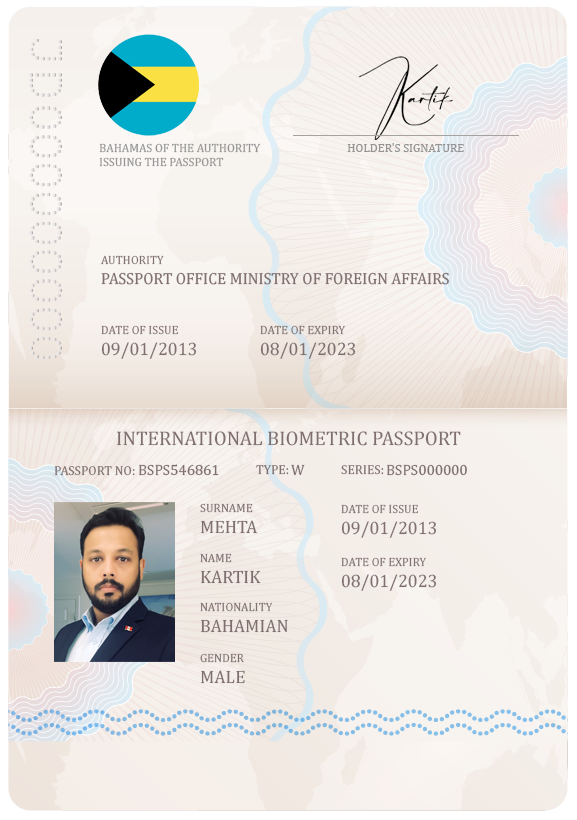 Kartik
BAHAMAS OF THE AUTHORITY
ISSUING THE PASSPORT
HOLDER'S SIGNATURE
AUTHORITY
PASSPORT OFFICE MINISTRY OF FOREIGN AFFAIRS
DATE OF ISSUE DATE OF EXPIRY
09/01/2013 08/01/2023
INTERNATIONAL BIOMETRIC PASSPORT
PASSPORT NO: BSPS546861 TYPE: W SERIES: BSPS000000
SURNAME
MEHTA
NAME
KARTIK
NATIONALITY
BAHAMIAN
GENDER
MALE
DATE OF ISSUE
09/01/2013
DATE OF EXPIRY
08/01/2023